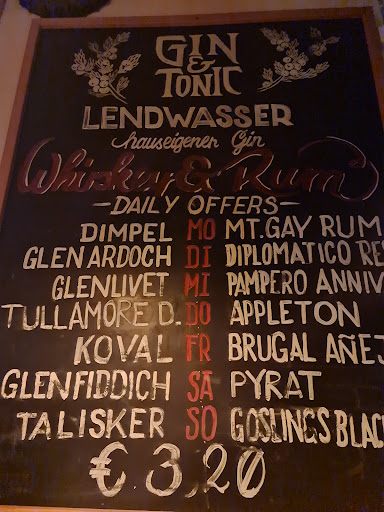 GIN
&
TONIC
LENDWASSER
hauseigener Gin
Whiskey & Rum
—DAILY OFFERS—
DIMPEL MO MT. GAY RUM
GLENARDOCH DI DIPLOMATICO RE
GLENLIVET MI PAMPERO ANNIV
TULLAMORE D. DO APPLETON
KOVAL FR BRUGAL AÑEJ
GLENFIDDICH SA PYRAT
TALISKER SO GOSLINGS BLAC
€ 3,20